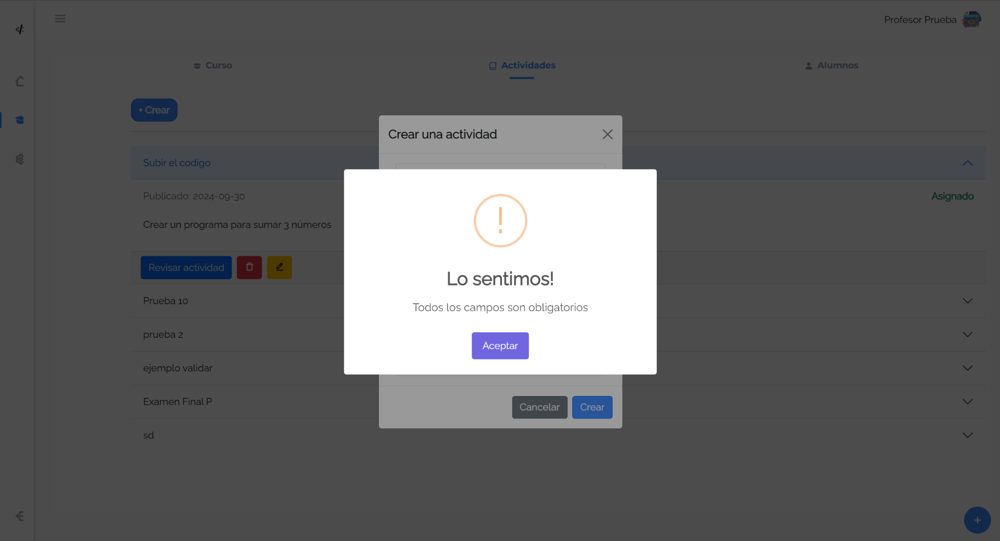 Profesor Prueba
Curso
Actividades
Alumnos
+ Crear
Crear una actividad
Subir el codigo
Publicado: 2024-09-30
Asignado
Crear un programa para sumar 3 números
Lo sentimos!
Todos los campos son obligatorios
Aceptar
Revisar actividad
Prueba 10
prueba 2
ejemplo validar
Examen Final P
Cancelar
Crear
sd